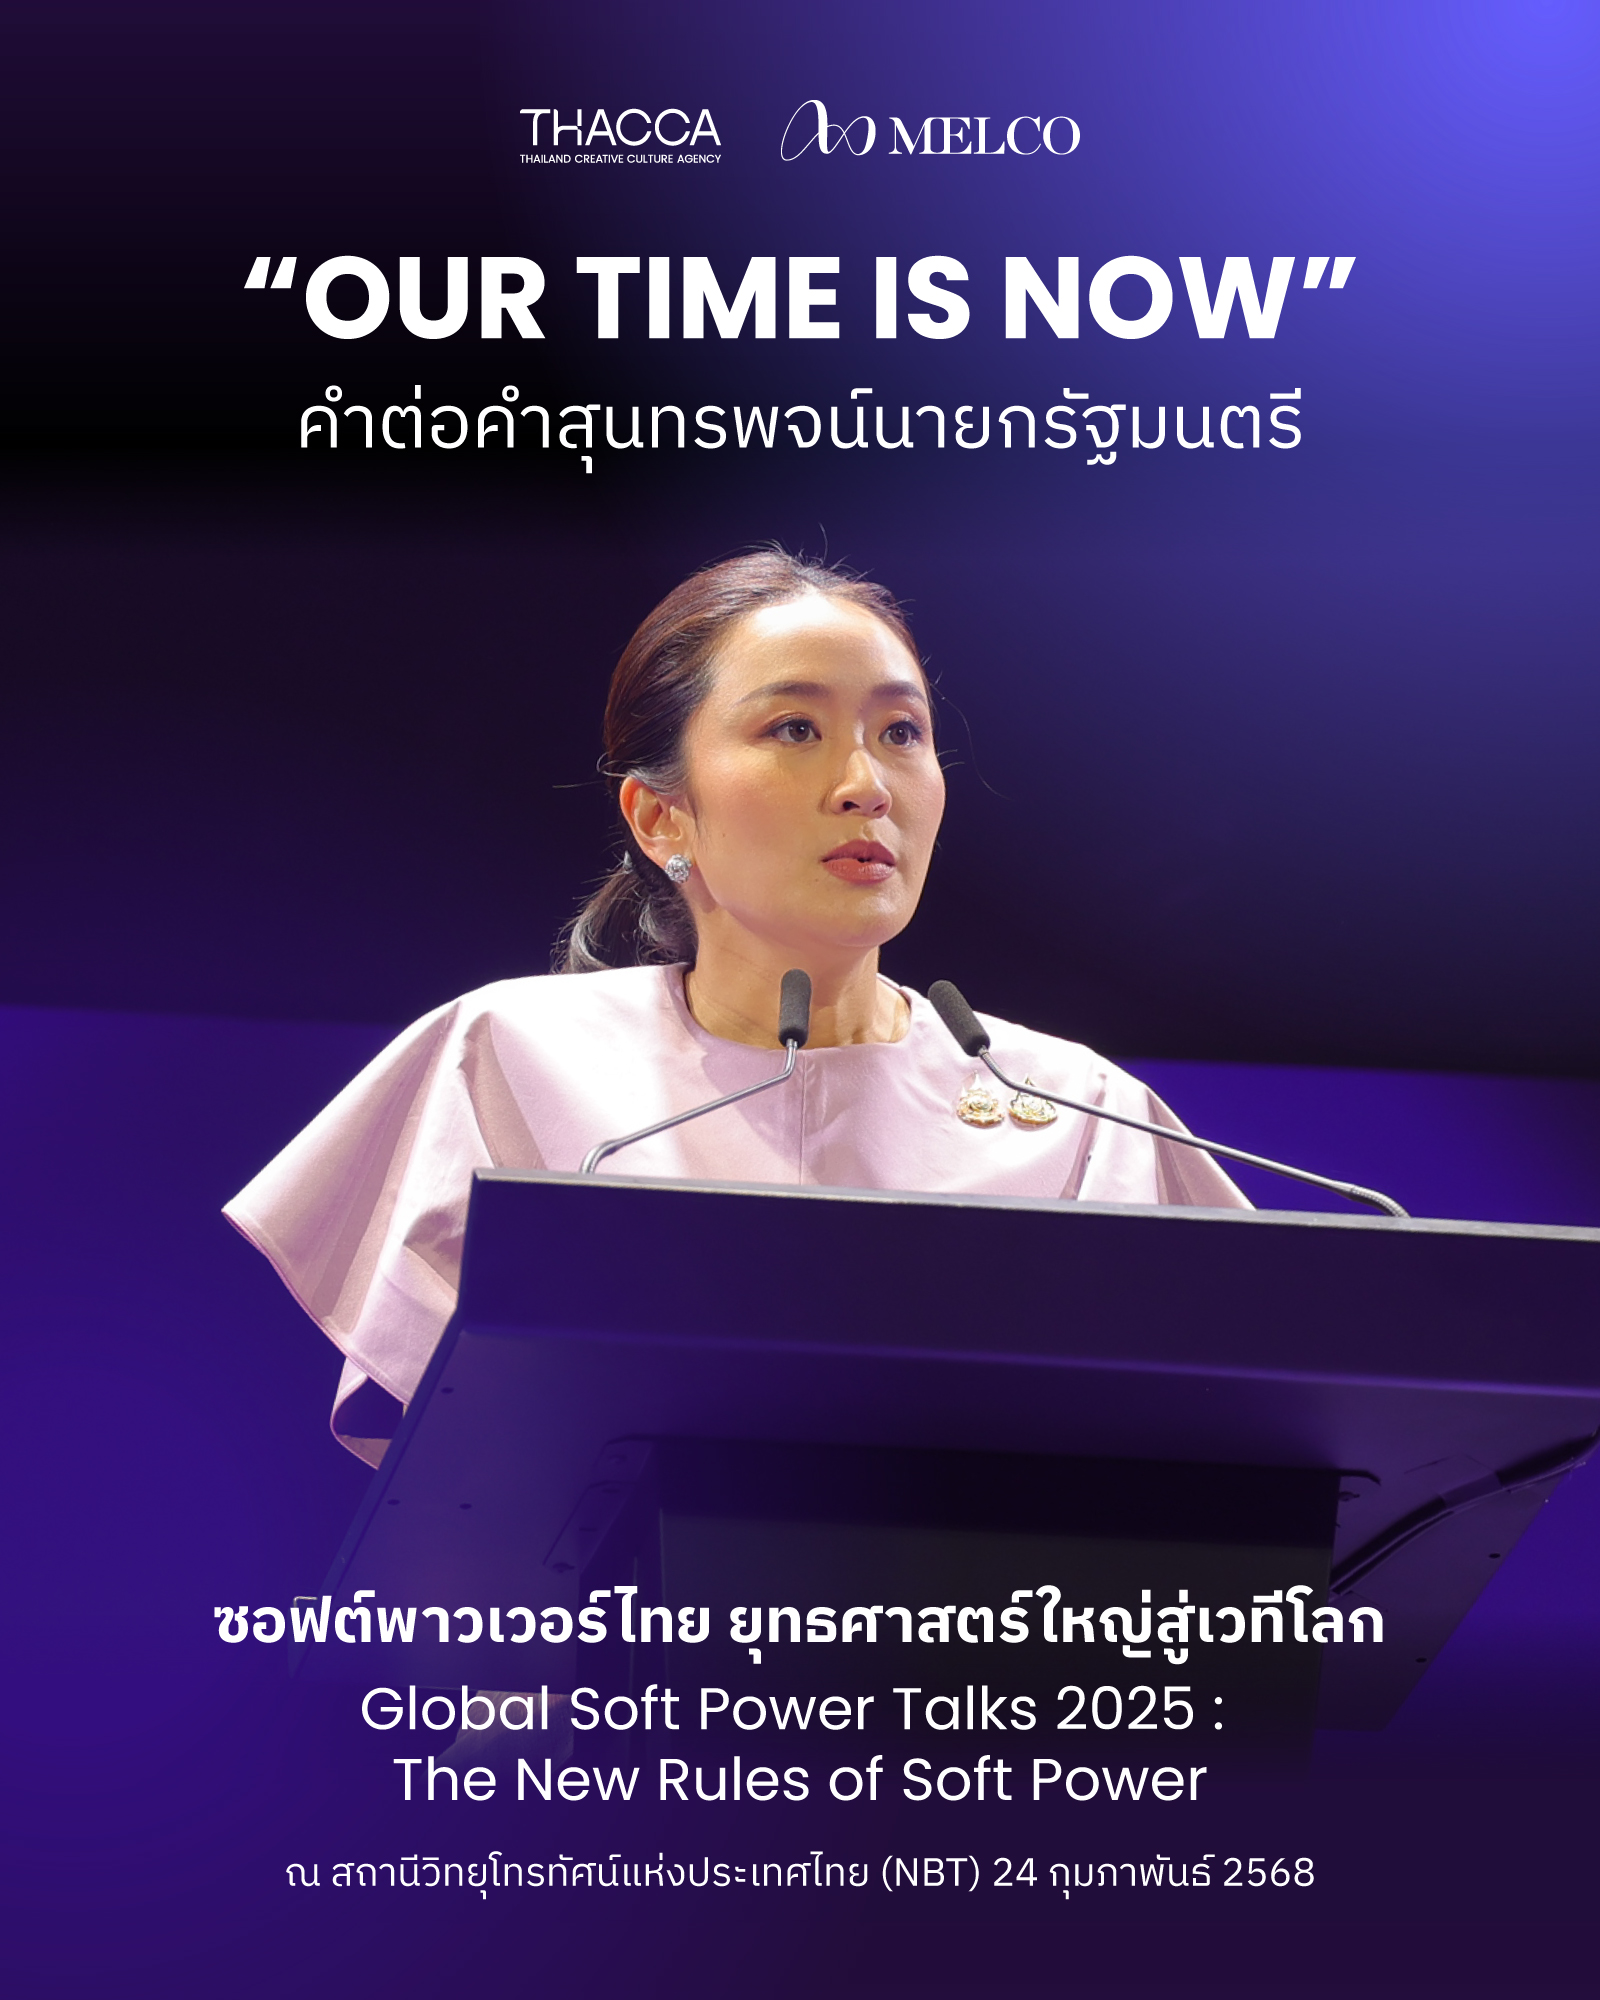 THACCA
THAILAND CREATIVE CULTURE AGENCY
MELCO
“OUR TIME IS NOW”
คำต่อคำสุนทรพจน์นายกรัฐมนตรี
ซอฟต์พาวเวอร์ไทย ยุทธศาสตร์ใหญ่สู่เวทีโลก
Global Soft Power Talks 2025 :
The New Rules of Soft Power
ณ สถานีวิทยุโทรทัศน์แห่งประเทศไทย (NBT) 24 กุมภาพันธ์ 2568